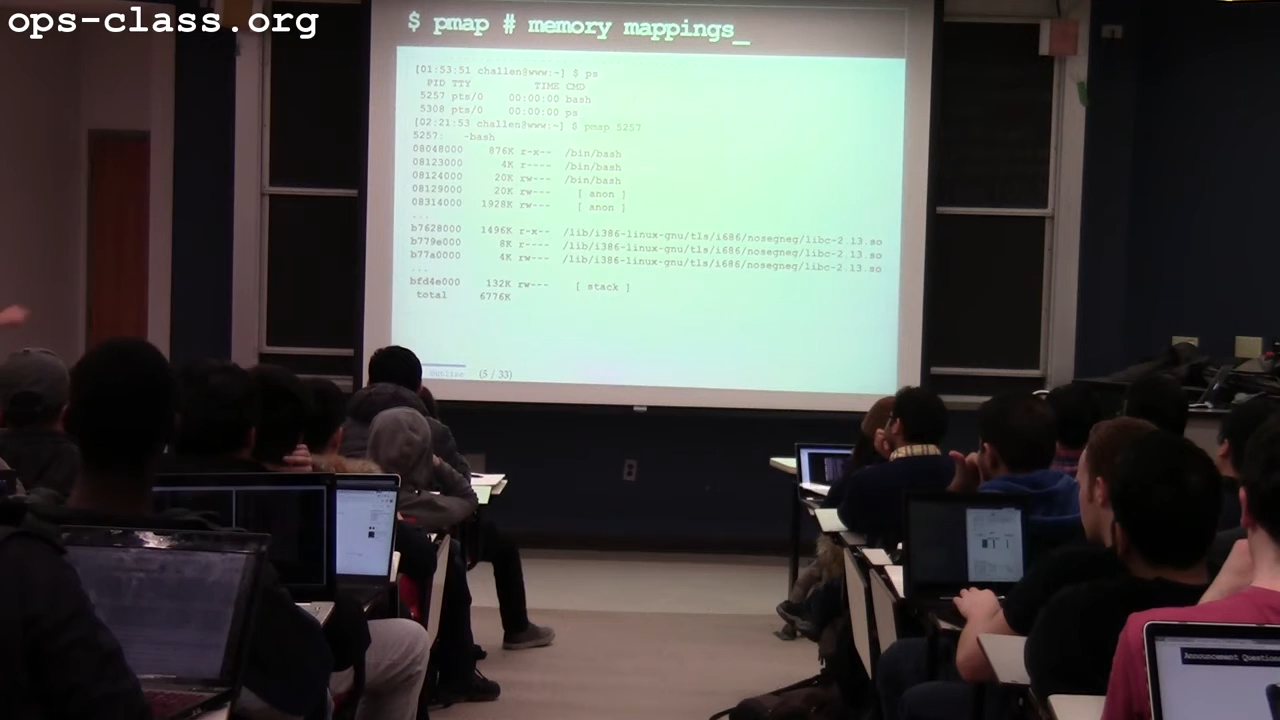 ops-class.org
$ pmap # memory mappings_
[01:53:51 challen@www:~] $ ps
PID TTY TIME CMD
5257 pts/0 00:00:00 bash
5308 pts/0 00:00:00 ps
[02:21:53 challen@www:~] $ pmap 5257
5257: -bash
08048000 876K r-x-- /bin/bash
08123000 4K r---- /bin/bash
08124000 20K rw--- /bin/bash
08129000 20K rw--- [ anon ]
08314000 1928K rw--- [ anon ]
...
b7628000 1496K r-x-- /lib/i386-linux-gnu/tls/i686/nosegneg/libc-2.13.so
b779e000 8K r---- /lib/i386-linux-gnu/tls/i686/nosegneg/libc-2.13.so
b77a0000 4K rw--- /lib/i386-linux-gnu/tls/i686/nosegneg/libc-2.13.so
...
bfd4e000 132K rw--- [ stack ]
total 6776K
Outline (5 / 33)
Announcement Question